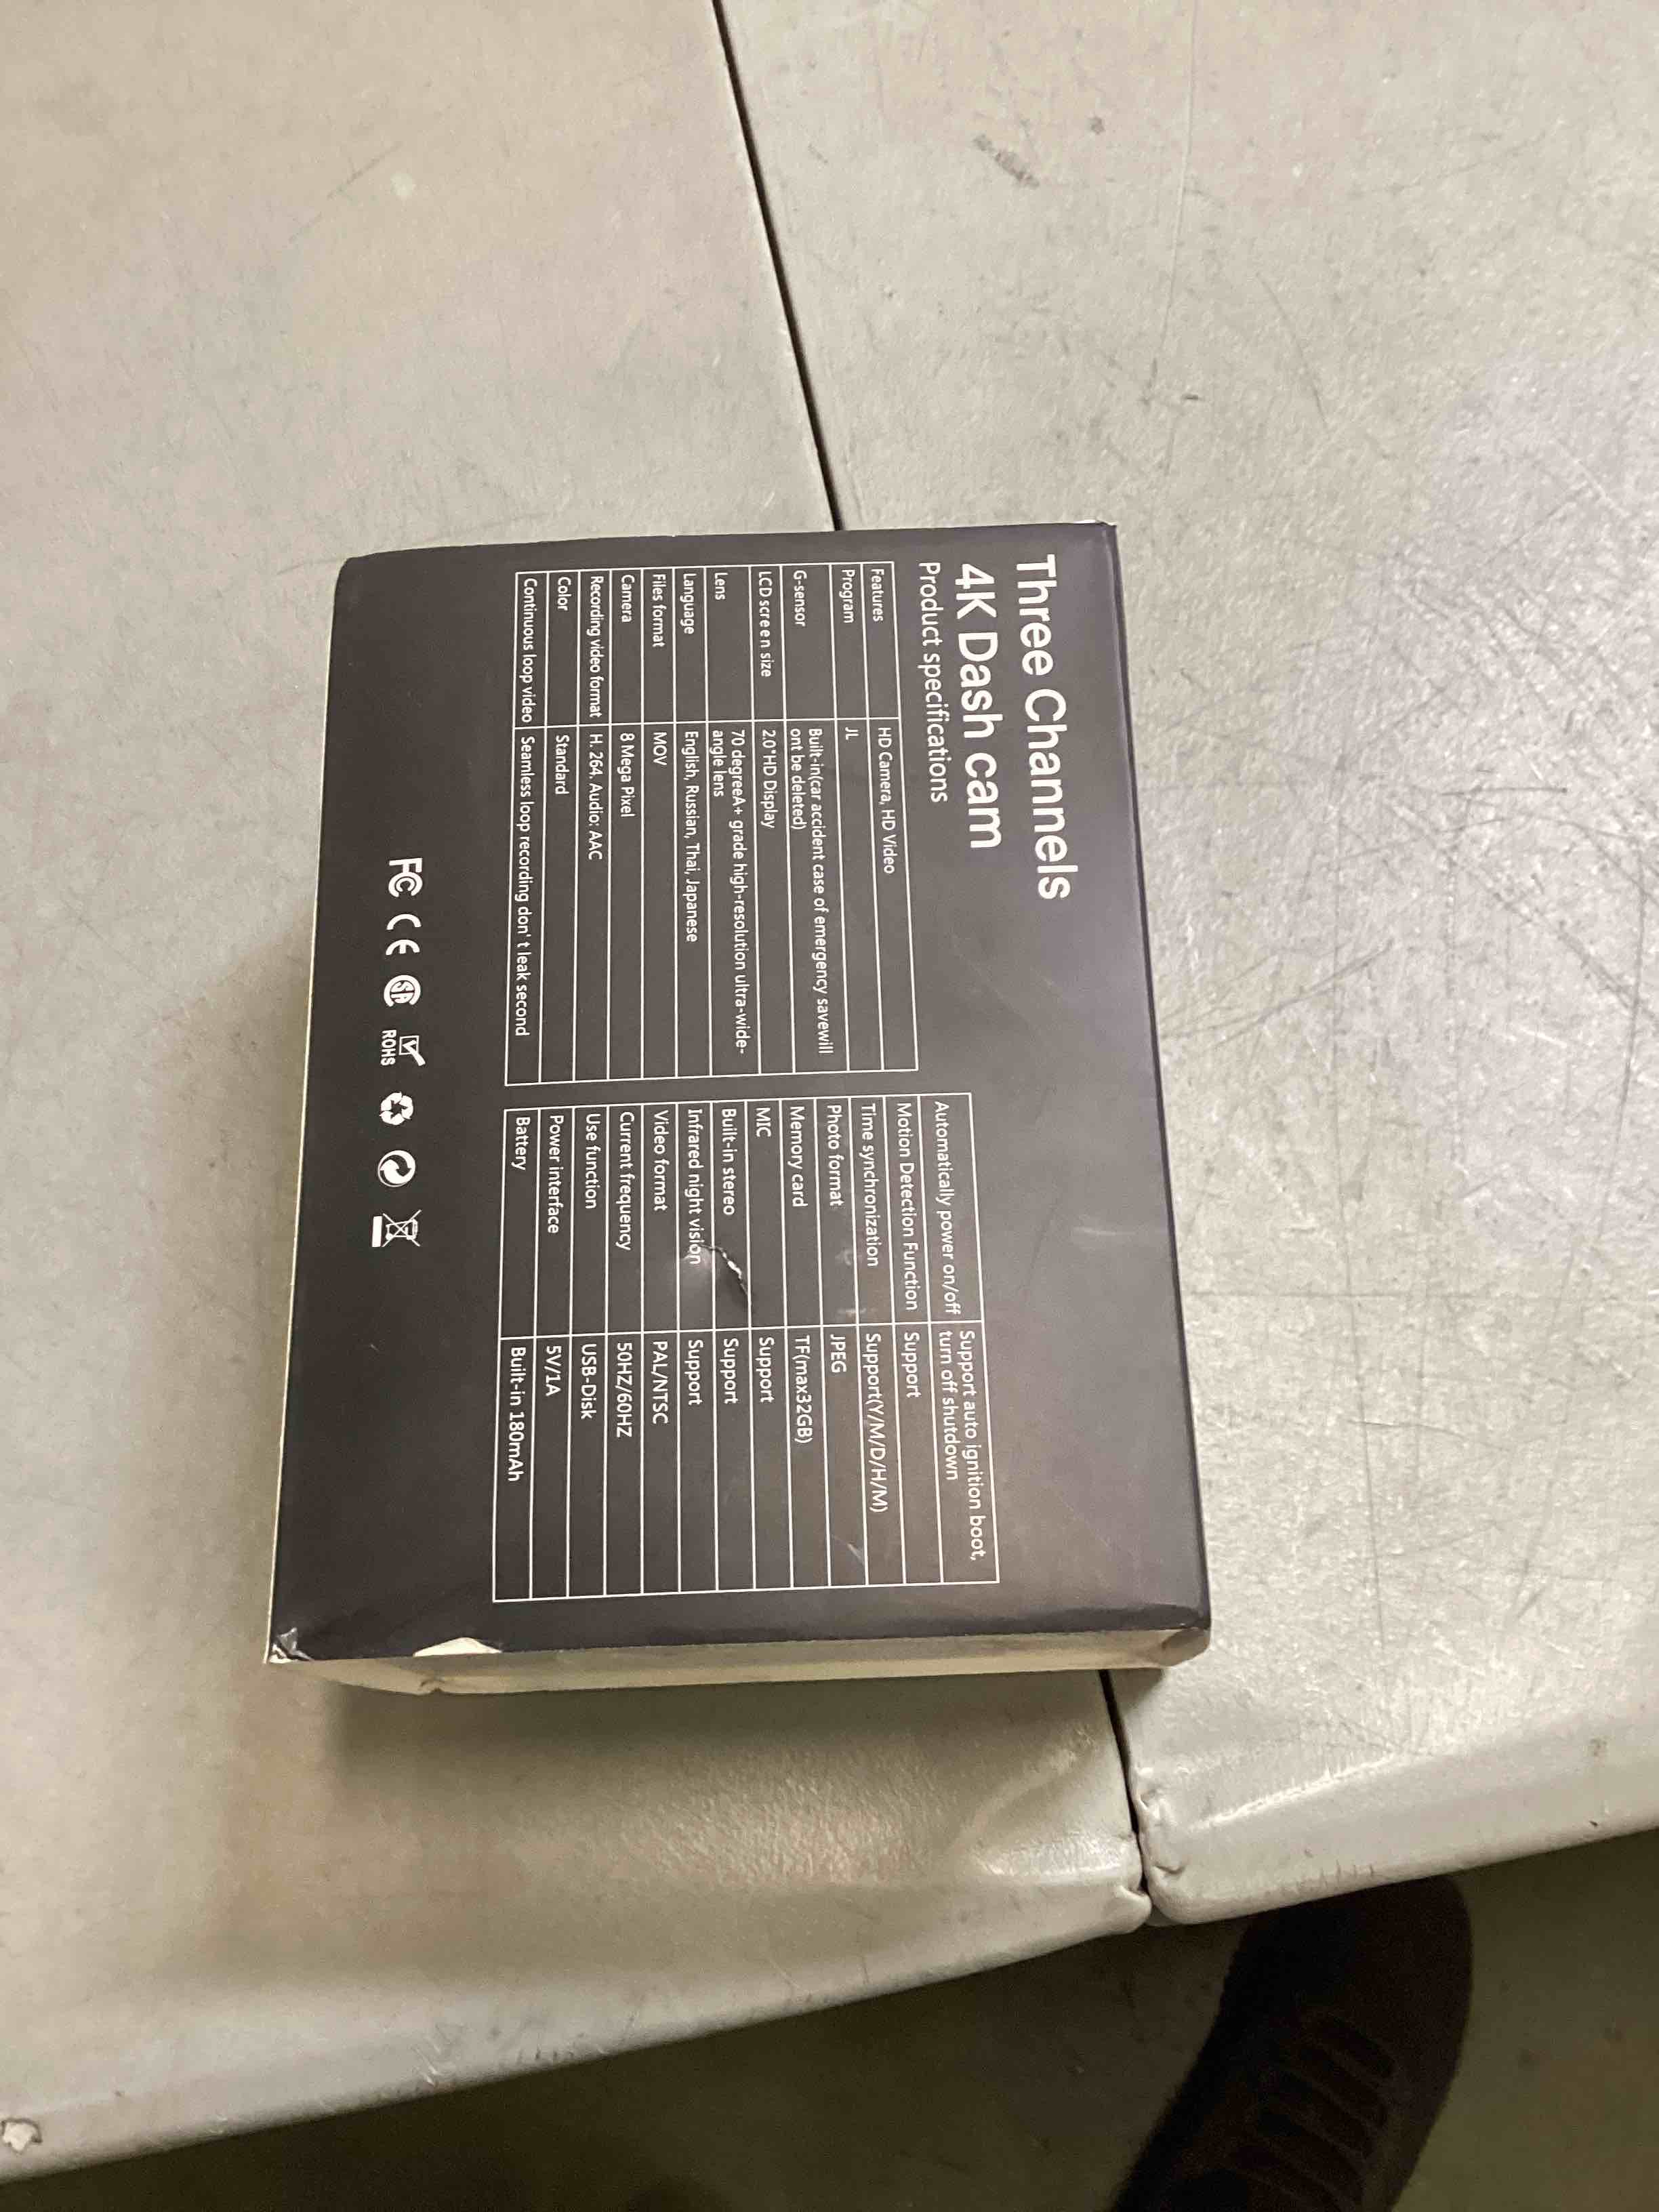 Three Channels
4K Dash cam
Product specifications
Features HD Camera, HD Video
Program JL
G-sensor Built-in(car accident case of emergency savewill
ont be deleted)
LCD screen size 2.0"HD Display
Lens 70 degreeA+ grade high-resolution ultra-wide-
angle lens
Language English, Russian, Thai, Japanese
Files format MOV
Camera 8 Mega Pixel
Recording video format H. 264. Audio: AAC
Color Standard
Continuous loop video Seamless loop recording don' t leak second
Automatically power on/off Support auto ignition boot,
turn off shutdown
Motion Detection Function Support
Time synchronization Support(Y/M/D/H/M)
Photo format JPEG
Memory card TF(max32GB)
MIC Support
Built-in stereo Support
Infrared night vision Support
Video format PAL/NTSC
Current frequency 50HZ/60HZ
Use function USB-Disk
Power interface 5V/1A
Battery Built-in 180mAh
FC CE SA ROHS